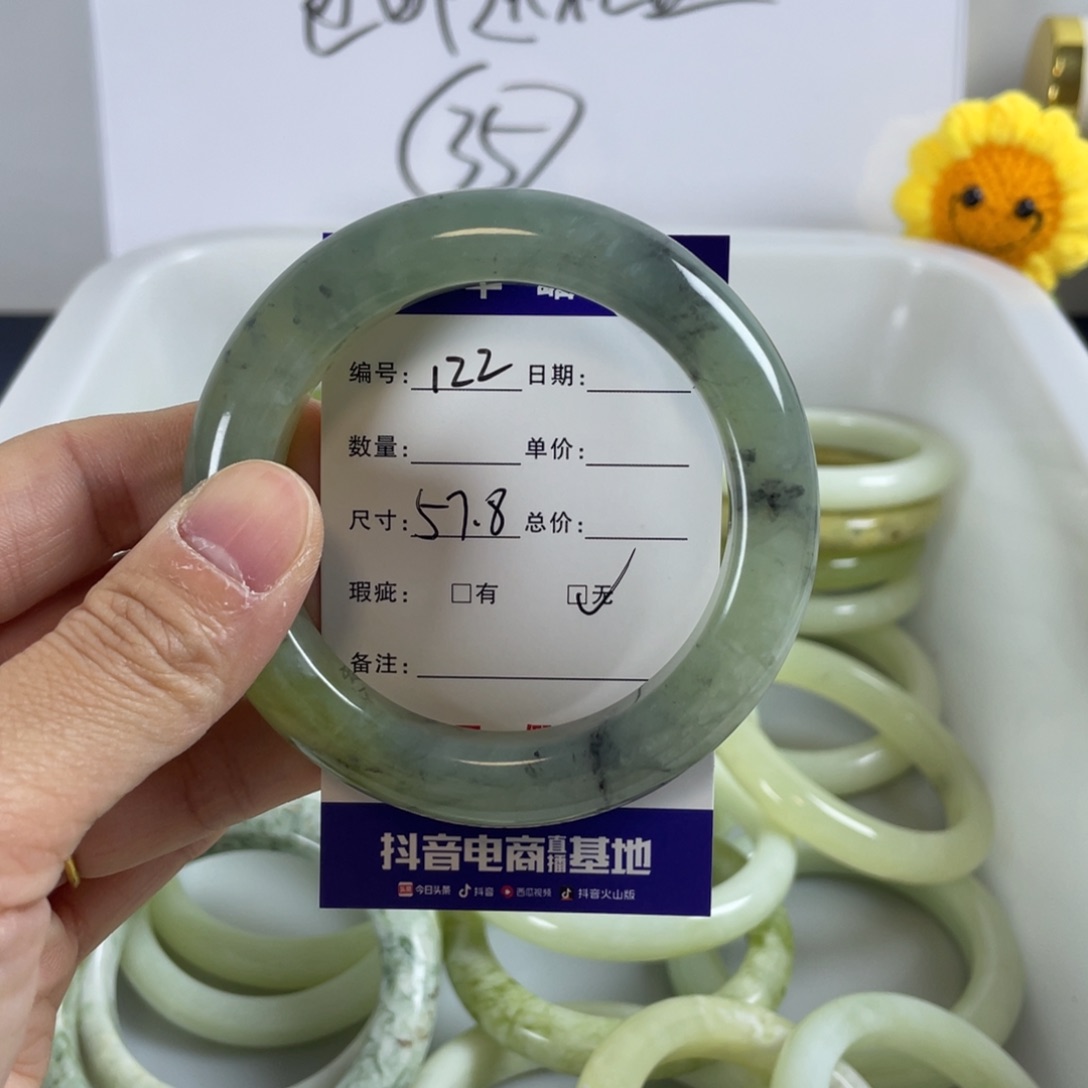 35
编号: 122 日期:
数量: 单价:
尺寸: 57.8 总价:
瑕疵: □有 ☑无
备注:
抖音电商直播基地
今日头条 抖音 西瓜视频 抖音火山版